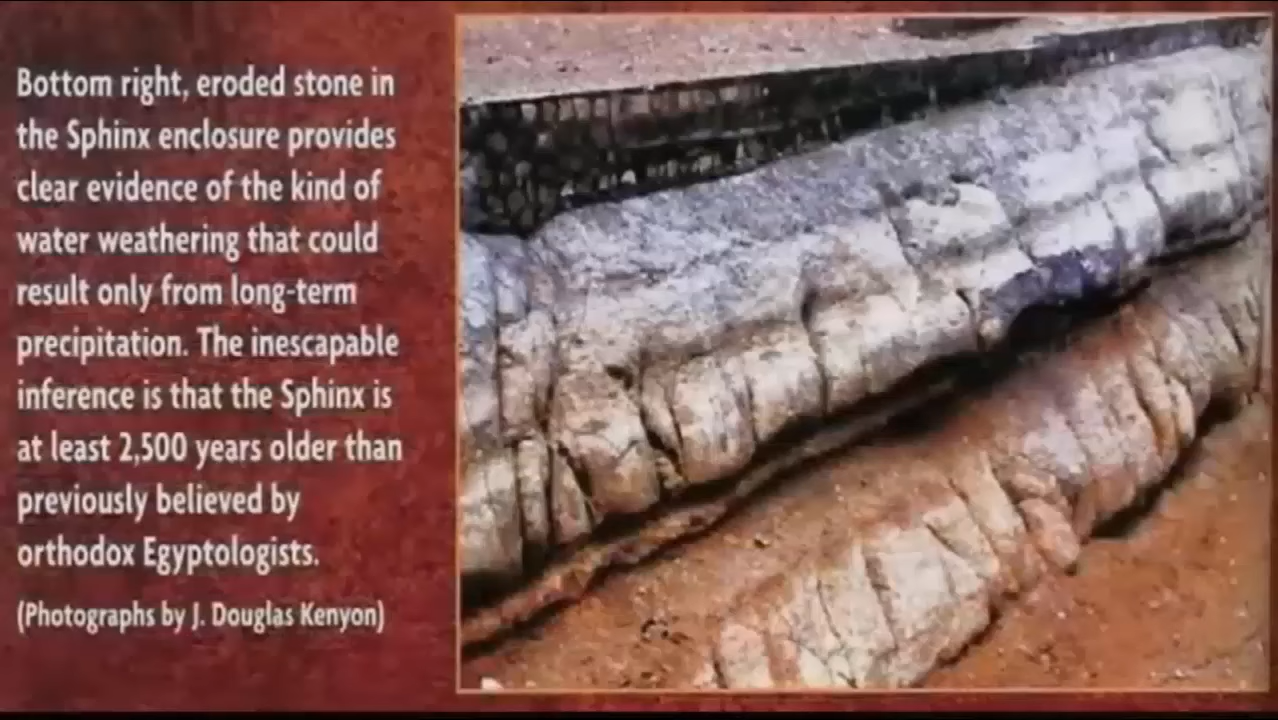 Bottom right, eroded stone in
the Sphinx enclosure provides
clear evidence of the kind of
water weathering that could
result only from long-term
precipitation. The inescapable
inference is that the Sphinx is
at least 2,500 years older than
previously believed by
orthodox Egyptologists.
(Photographs by J. Douglas Kenyon)